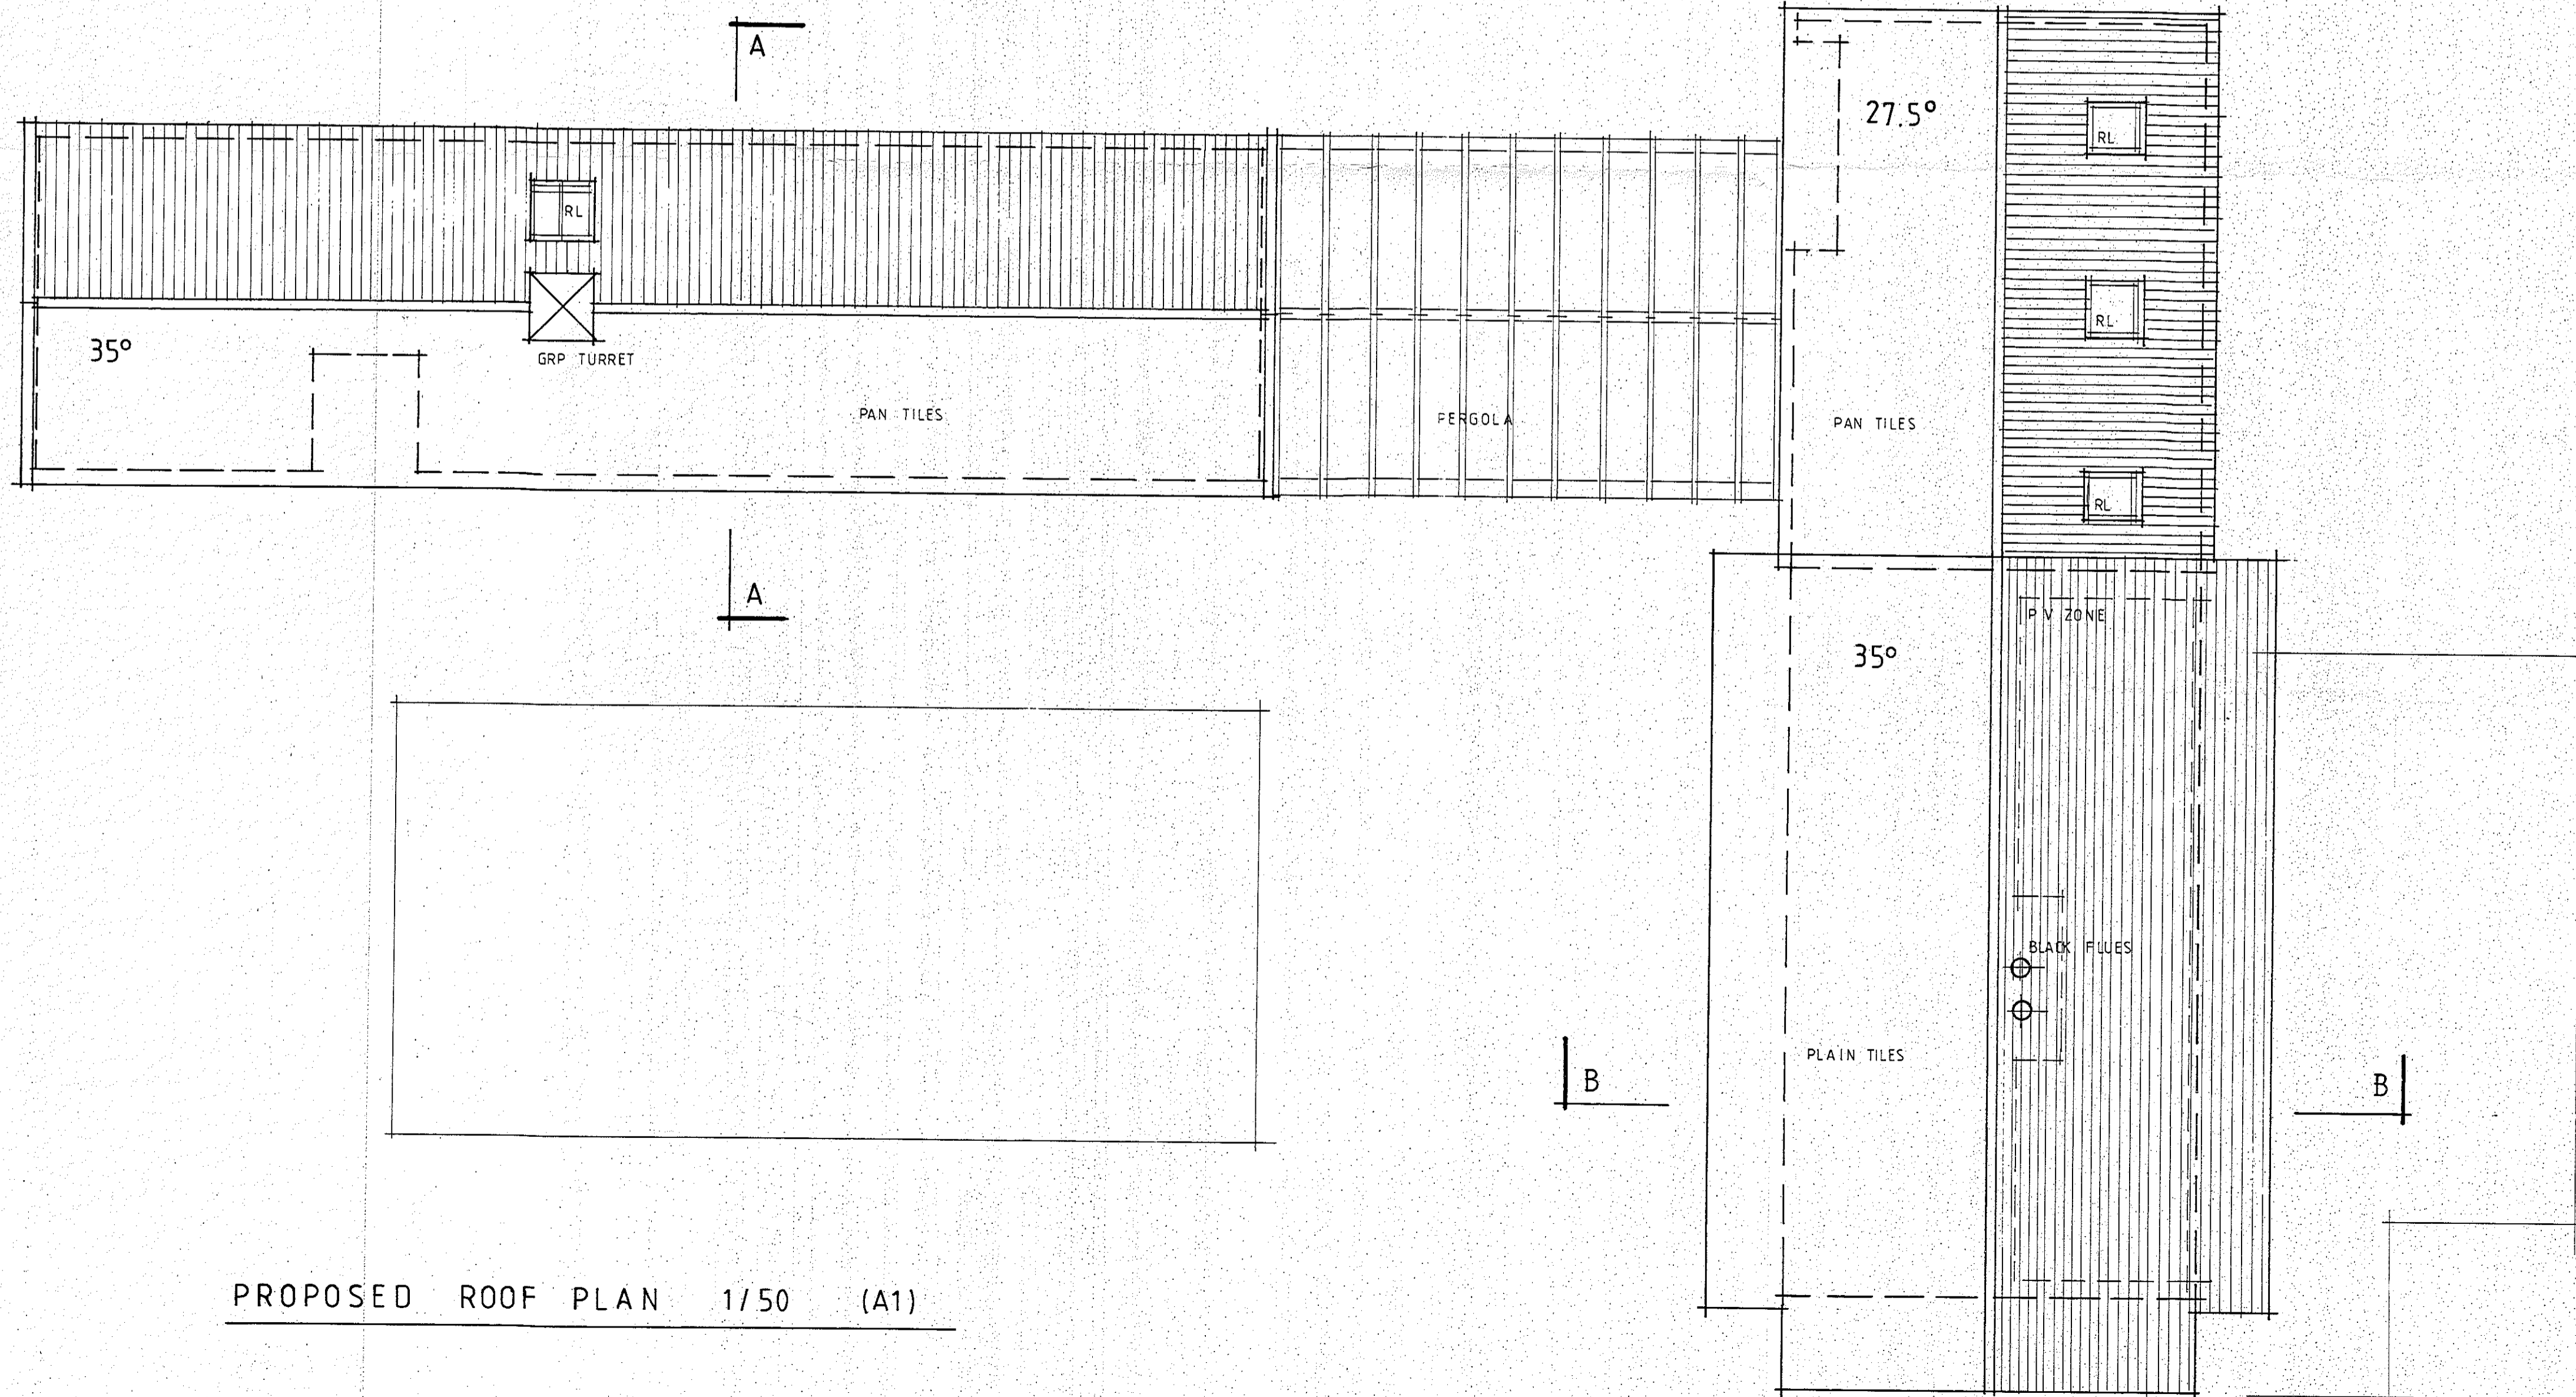 A
27.5°
RL
RL
35°
GRP TURRET
PAN TILES
PERGOLA
PAN TILES
RL
RL
A
P V ZONE
35°
BLACK FLUES
PLAIN TILES
B
B
PROPOSED ROOF PLAN 1/50 (A1)